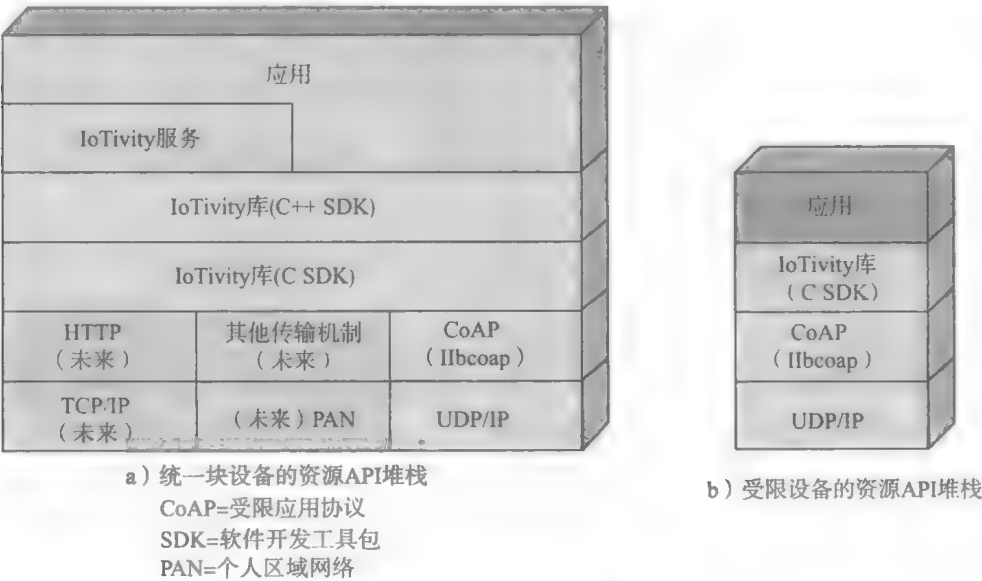 应用
IoTivity服务
IoTivity库(C++ SDK)
IoTivity库(C SDK)
HTTP
(未来)
其他传输机制
(未来)
CoAP
(IIbcoap)
TCP/IP
(未来)
(未来)PAN
UDP/IP
a)统一块设备的资源API堆栈
CoAP=受限应用协议
SDK=软件开发工具包
PAN=个人区域网络
应用
IoTivity库
(C SDK)
CoAP
(IIbcoap)
UDP/IP
b)受限设备的资源API堆栈